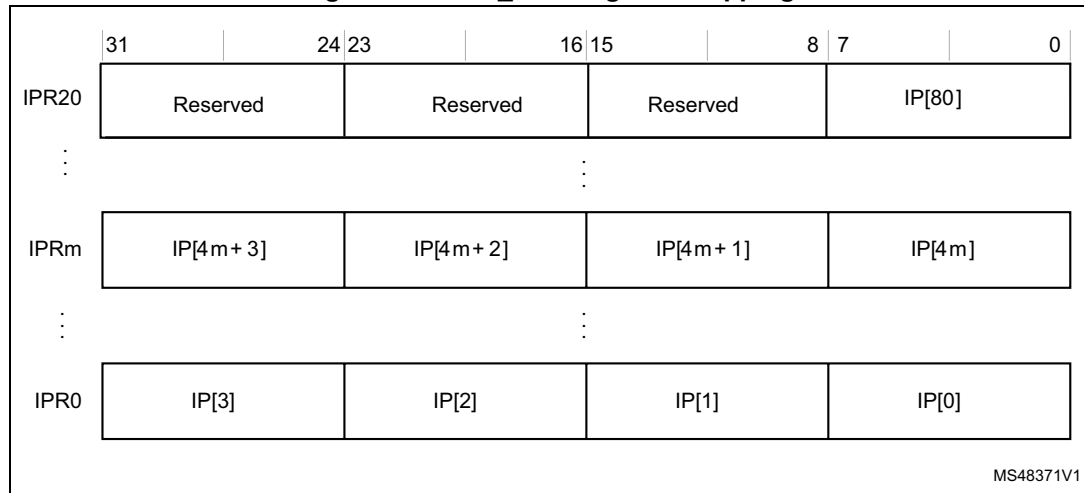 31 24 23 16 15 8 7 0
IPR20 Reserved Reserved Reserved IP[80]
IPRm IP[4m+3] IP[4m+2] IP[4m+1] IP[4m]
IPR0 IP[3] IP[2] IP[1] IP[0]
MS48371V1